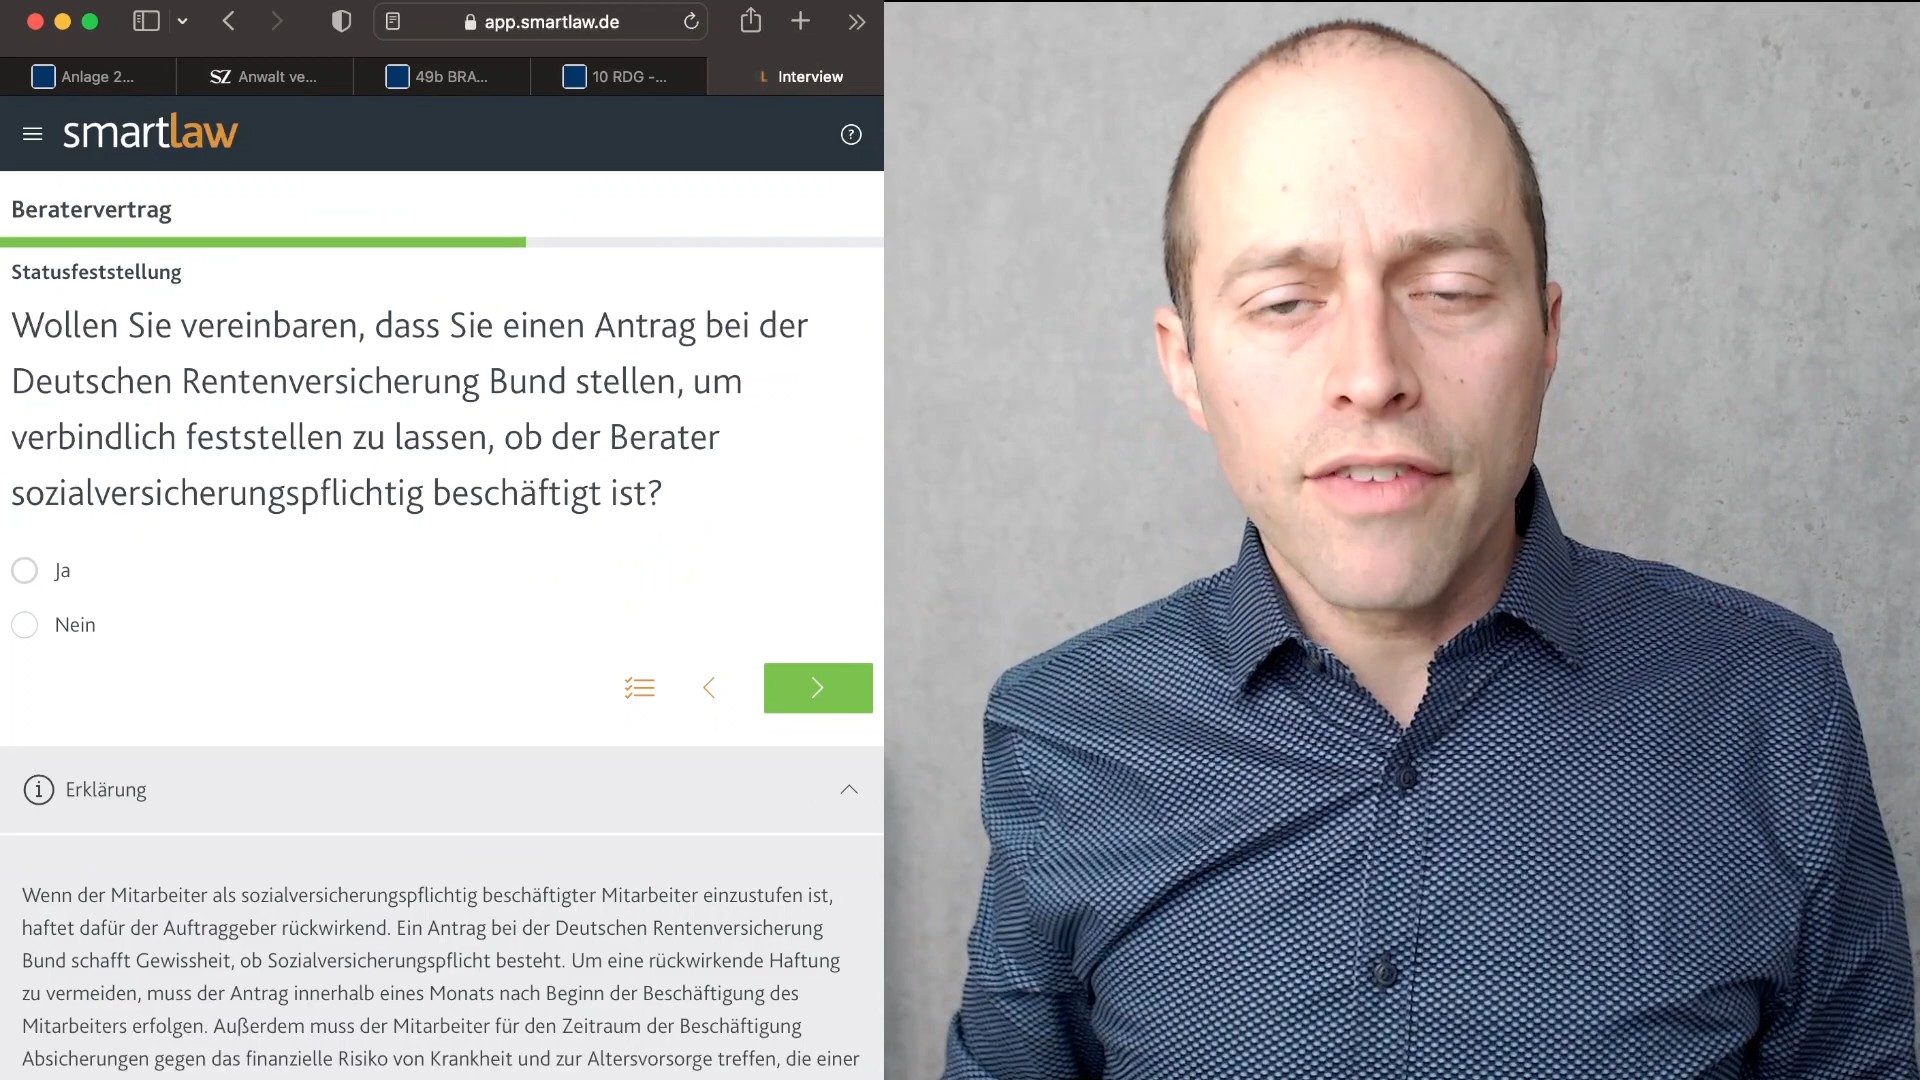 app.smartlaw.de
Anlage 2...
SZ Anwalt ve...
49b BRA...
10 RDG -...
L Interview
smartlaw
?
Beratervertrag
Statusfeststellung
Wollen Sie vereinbaren, dass Sie einen Antrag bei der
Deutschen Rentenversicherung Bund stellen, um
verbindlich feststellen zu lassen, ob der Berater
sozialversicherungspflichtig beschäftigt ist?
Ja
Nein
i Erklärung
Wenn der Mitarbeiter als sozialversicherungspflichtig beschäftigter Mitarbeiter einzustufen ist,
haftet dafür der Auftraggeber rückwirkend. Ein Antrag bei der Deutschen Rentenversicherung
Bund schafft Gewissheit, ob Sozialversicherungspflicht besteht. Um eine rückwirkende Haftung
zu vermeiden, muss der Antrag innerhalb eines Monats nach Beginn der Beschäftigung des
Mitarbeiters erfolgen. Außerdem muss der Mitarbeiter für den Zeitraum der Beschäftigung
Absicherungen gegen das finanzielle Risiko von Krankheit und zur Altersvorsorge treffen, die einer